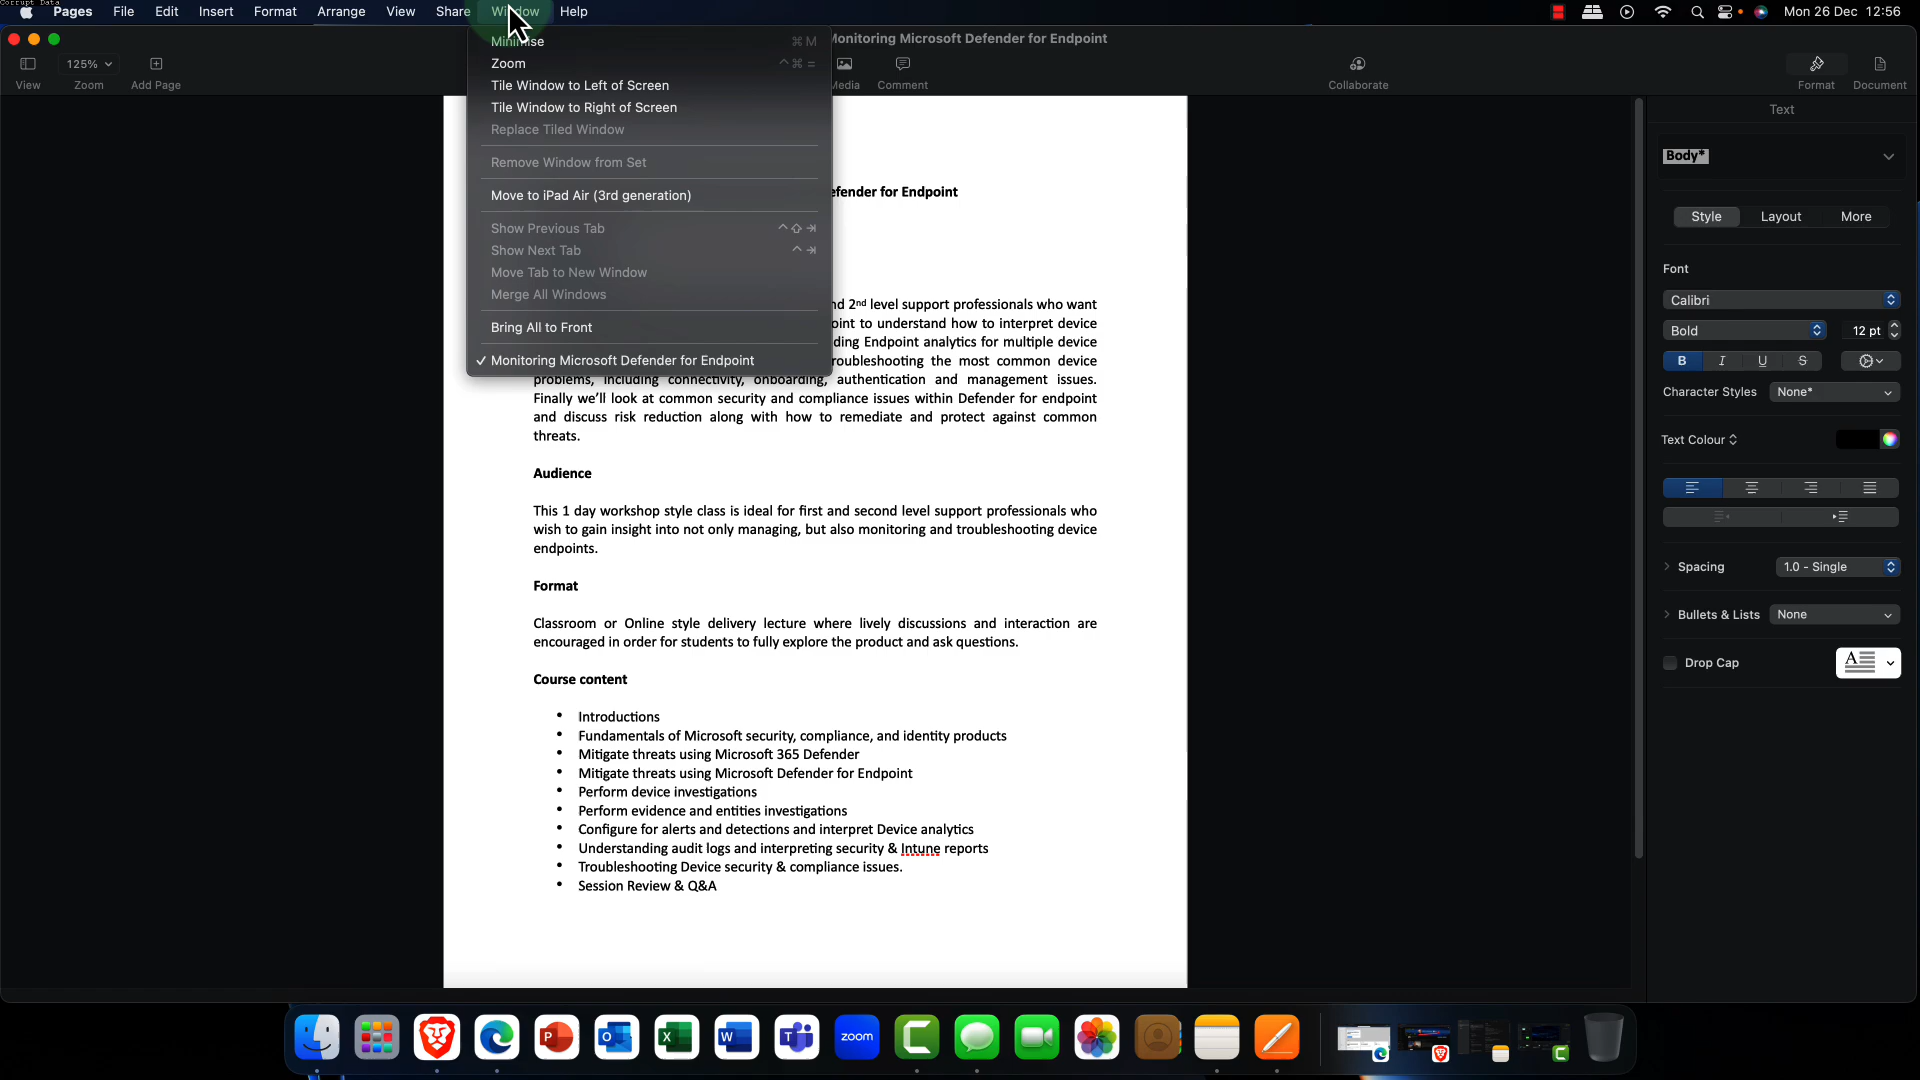 Corrupt Data
Pages File Edit Insert Format Arrange View Share Window Help Mon 26 Dec 12:56
Monitoring Microsoft Defender for Endpoint
125%
View Zoom Add Page Media Comment Collaborate Format Document
Minimise ⌘ M
Zoom ^ ⌘ =
Tile Window to Left of Screen
Tile Window to Right of Screen
Replace Tiled Window
Remove Window from Set
Move to iPad Air (3rd generation)
Show Previous Tab
Show Next Tab
Move Tab to New Window
Merge All Windows
Bring All to Front
✓ Monitoring Microsoft Defender for Endpoint
efender for Endpoint
nd 2nd level support professionals who want
oint to understand how to interpret device
ding Endpoint analytics for multiple device
roubleshooting the most common device
problems, including connectivity, onboarding, authentication and management issues.
Finally we'll look at common security and compliance issues within Defender for endpoint
and discuss risk reduction along with how to remediate and protect against common
threats.
Audience
This 1 day workshop style class is ideal for first and second level support professionals who
wish to gain insight into not only managing, but also monitoring and troubleshooting device
endpoints.
Format
Classroom or Online style delivery lecture where lively discussions and interaction are
encouraged in order for students to fully explore the product and ask questions.
Course content
• Introductions
• Fundamentals of Microsoft security, compliance, and identity products
• Mitigate threats using Microsoft 365 Defender
• Mitigate threats using Microsoft Defender for Endpoint
• Perform device investigations
• Perform evidence and entities investigations
• Configure for alerts and detections and interpret Device analytics
• Understanding audit logs and interpreting security & Intune reports
• Troubleshooting Device security & compliance issues.
• Session Review & Q&A
Text
Body*
Style Layout More
Font
Calibri
Bold 12 pt
B I U S
Character Styles None*
Text Colour
Spacing 1.0 - Single
Bullets & Lists None
Drop Cap A
zoom